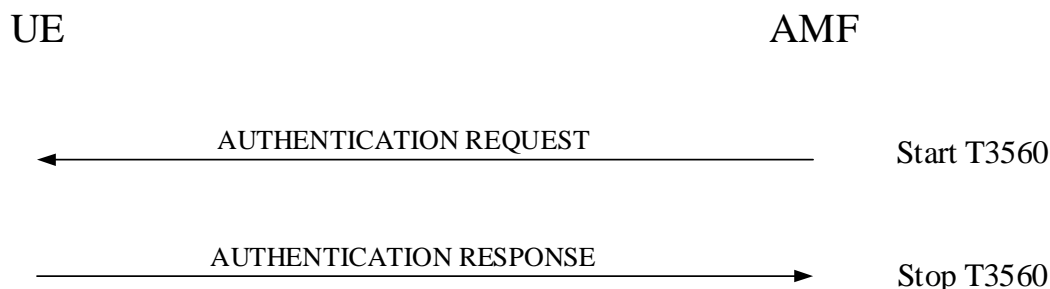 UE AMF
AUTHENTICATION REQUEST Start T3560
AUTHENTICATION RESPONSE Stop T3560